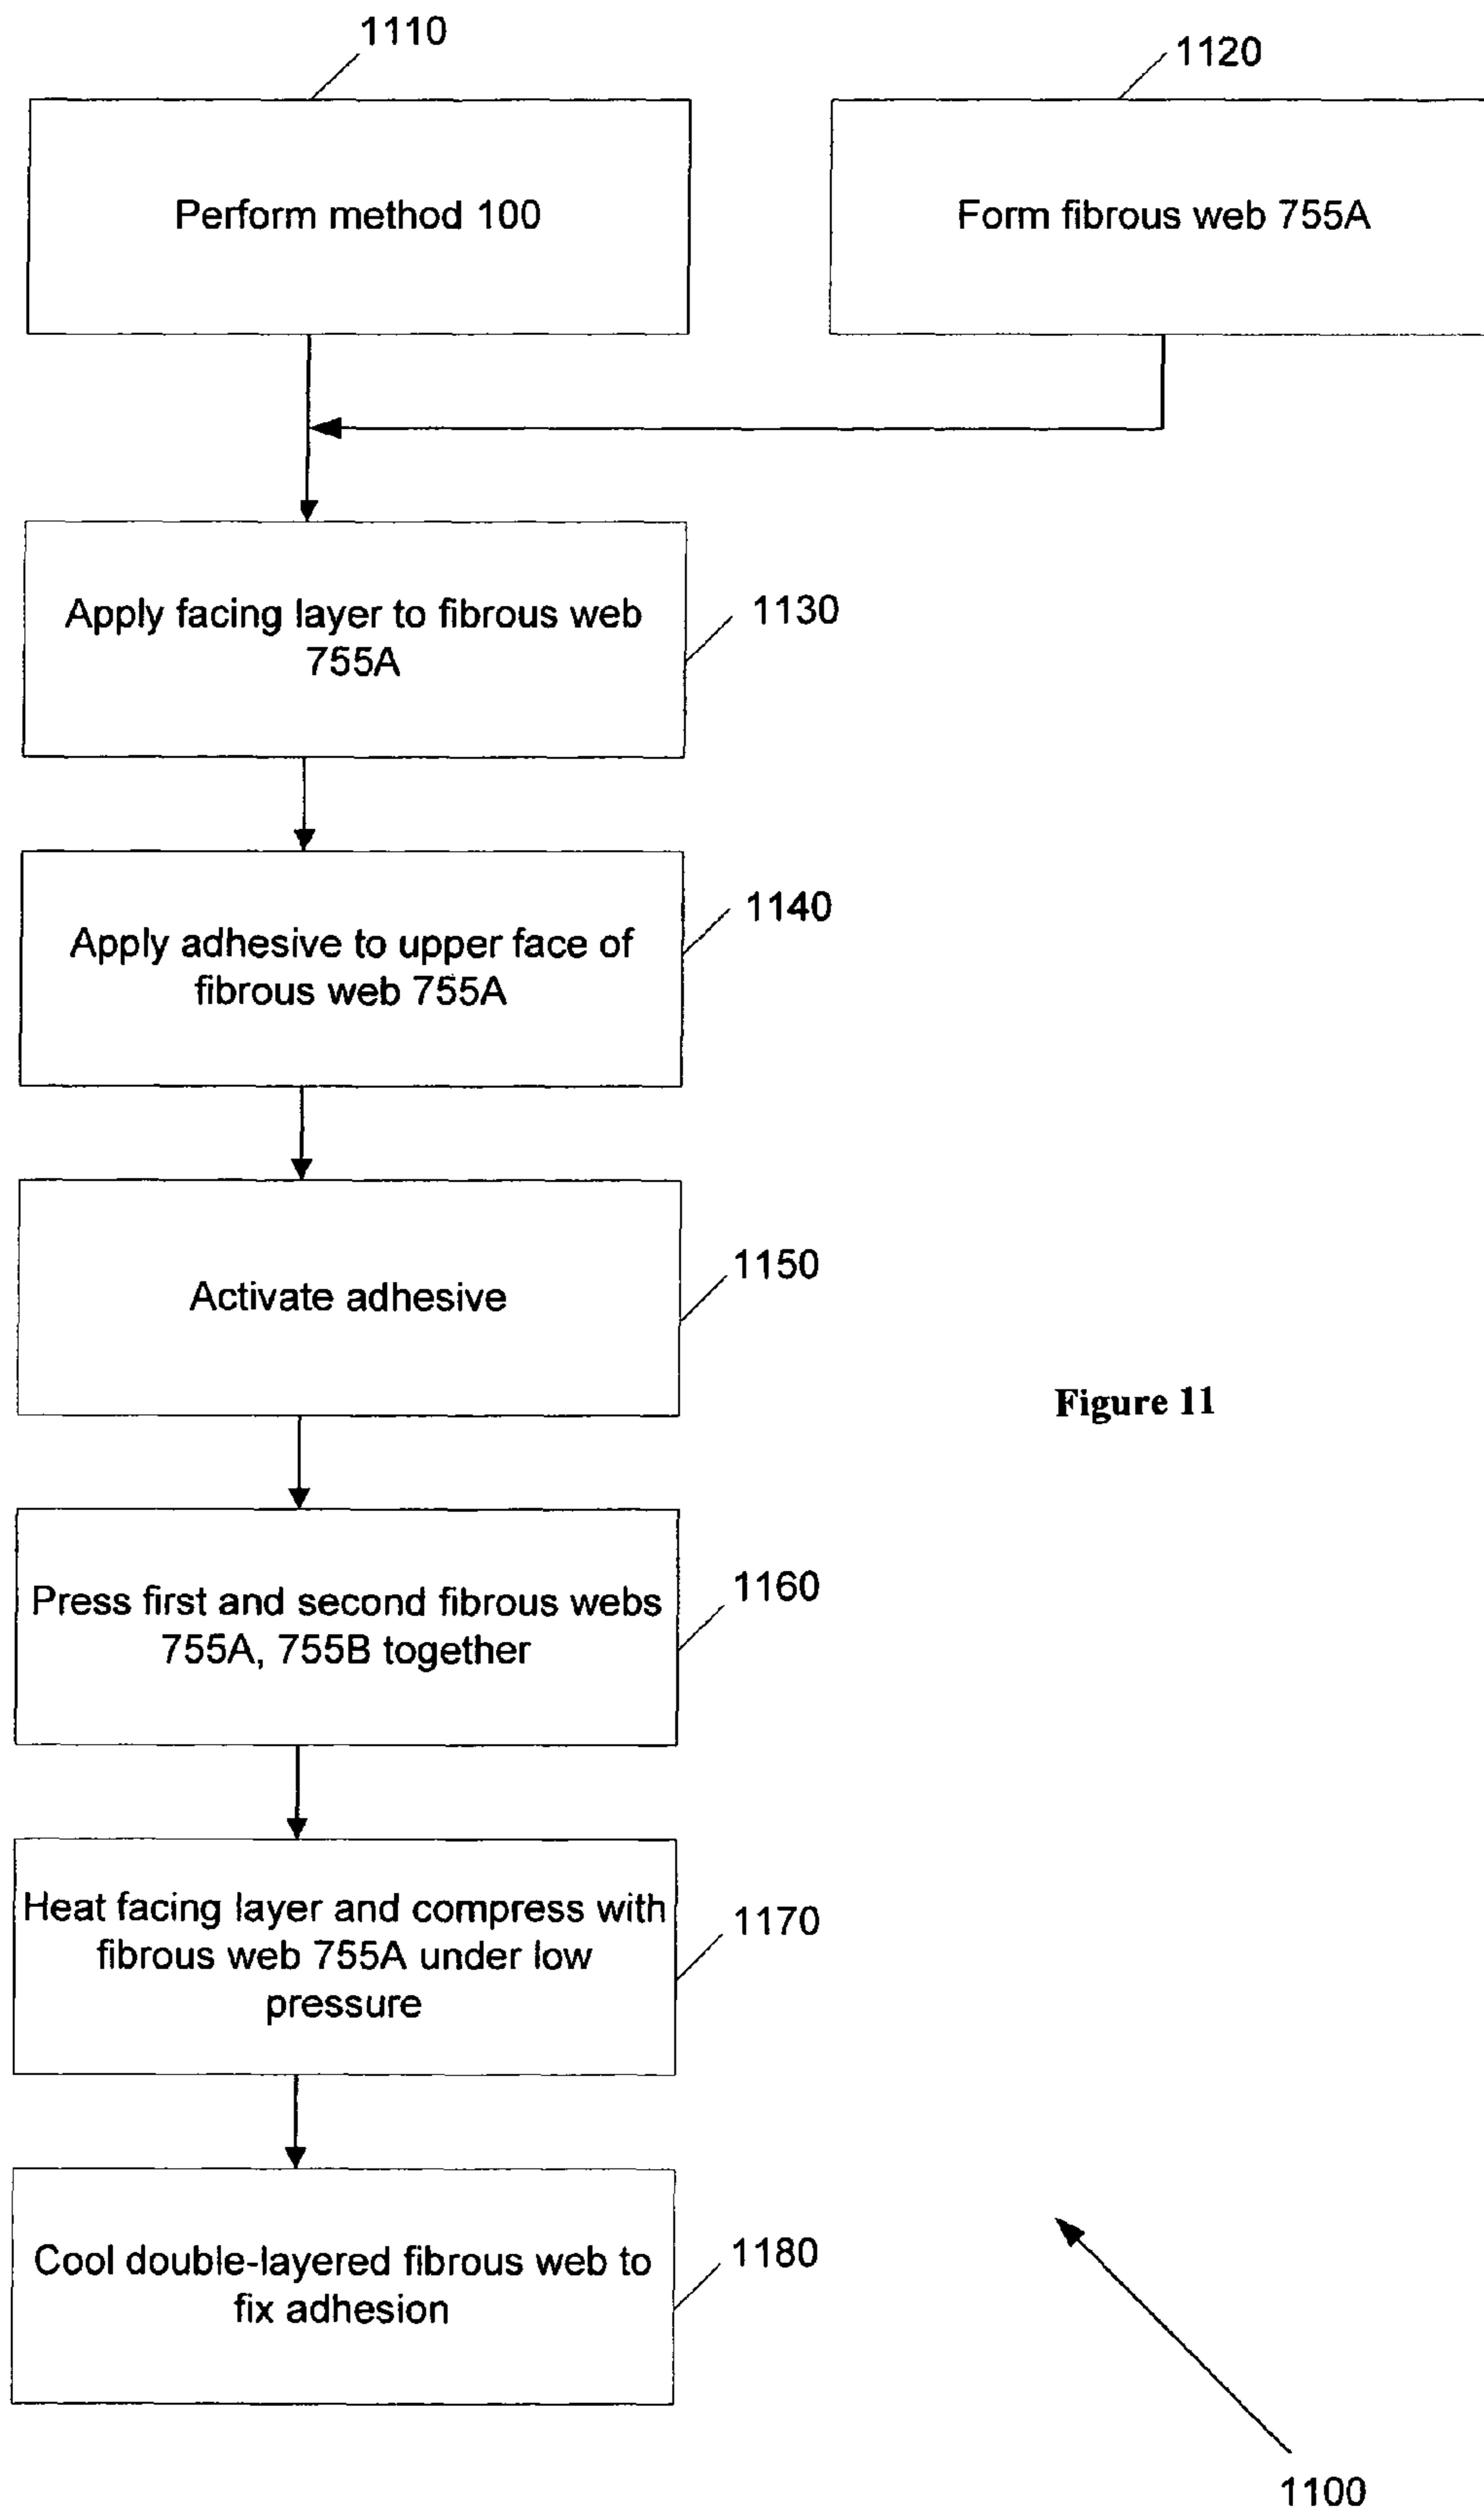 1110
1120
Perform method 100
Form fibrous web 755A
Apply facing layer to fibrous web
755A
1130
1140
Apply adhesive to upper face of
fibrous web 755A
1150
Activate adhesive
Figure 11
1160
Press first and second fibrous webs
755A, 755B together
Heat facing layer and compress with
1170
fibrous web 755A under low
pressure
1180
Cool double-layered fibrous web to
fix adhesion
1100